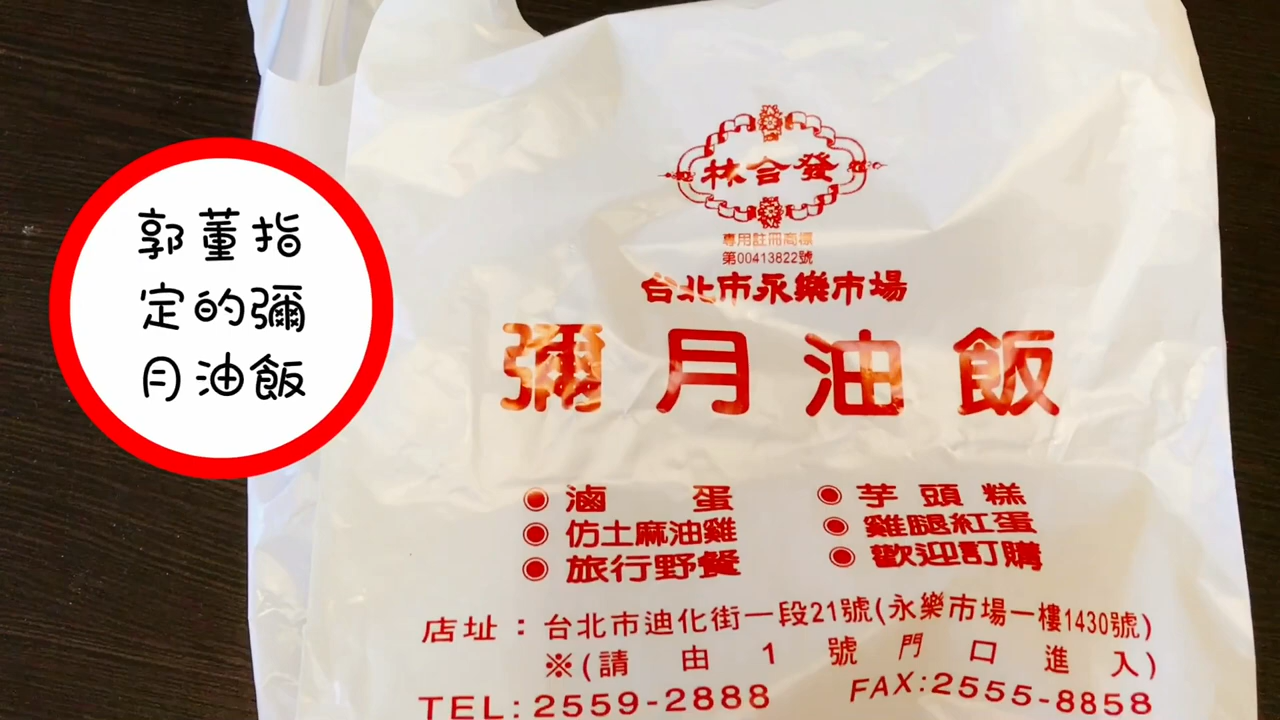 郭董指
定的彌
月油飯
林合發
專用註冊商標
第00413822號
台北市永樂市場
彌月油飯
◉滷蛋 ◉芋頭糕
◉仿土麻油雞 ◉雞腿紅蛋
◉旅行野餐 ◉歡迎訂購
店址：台北市迪化街一段21號(永樂市場一樓1430號)
※(請由1號門口進入)
TEL:2559-2888 FAX:2555-8858